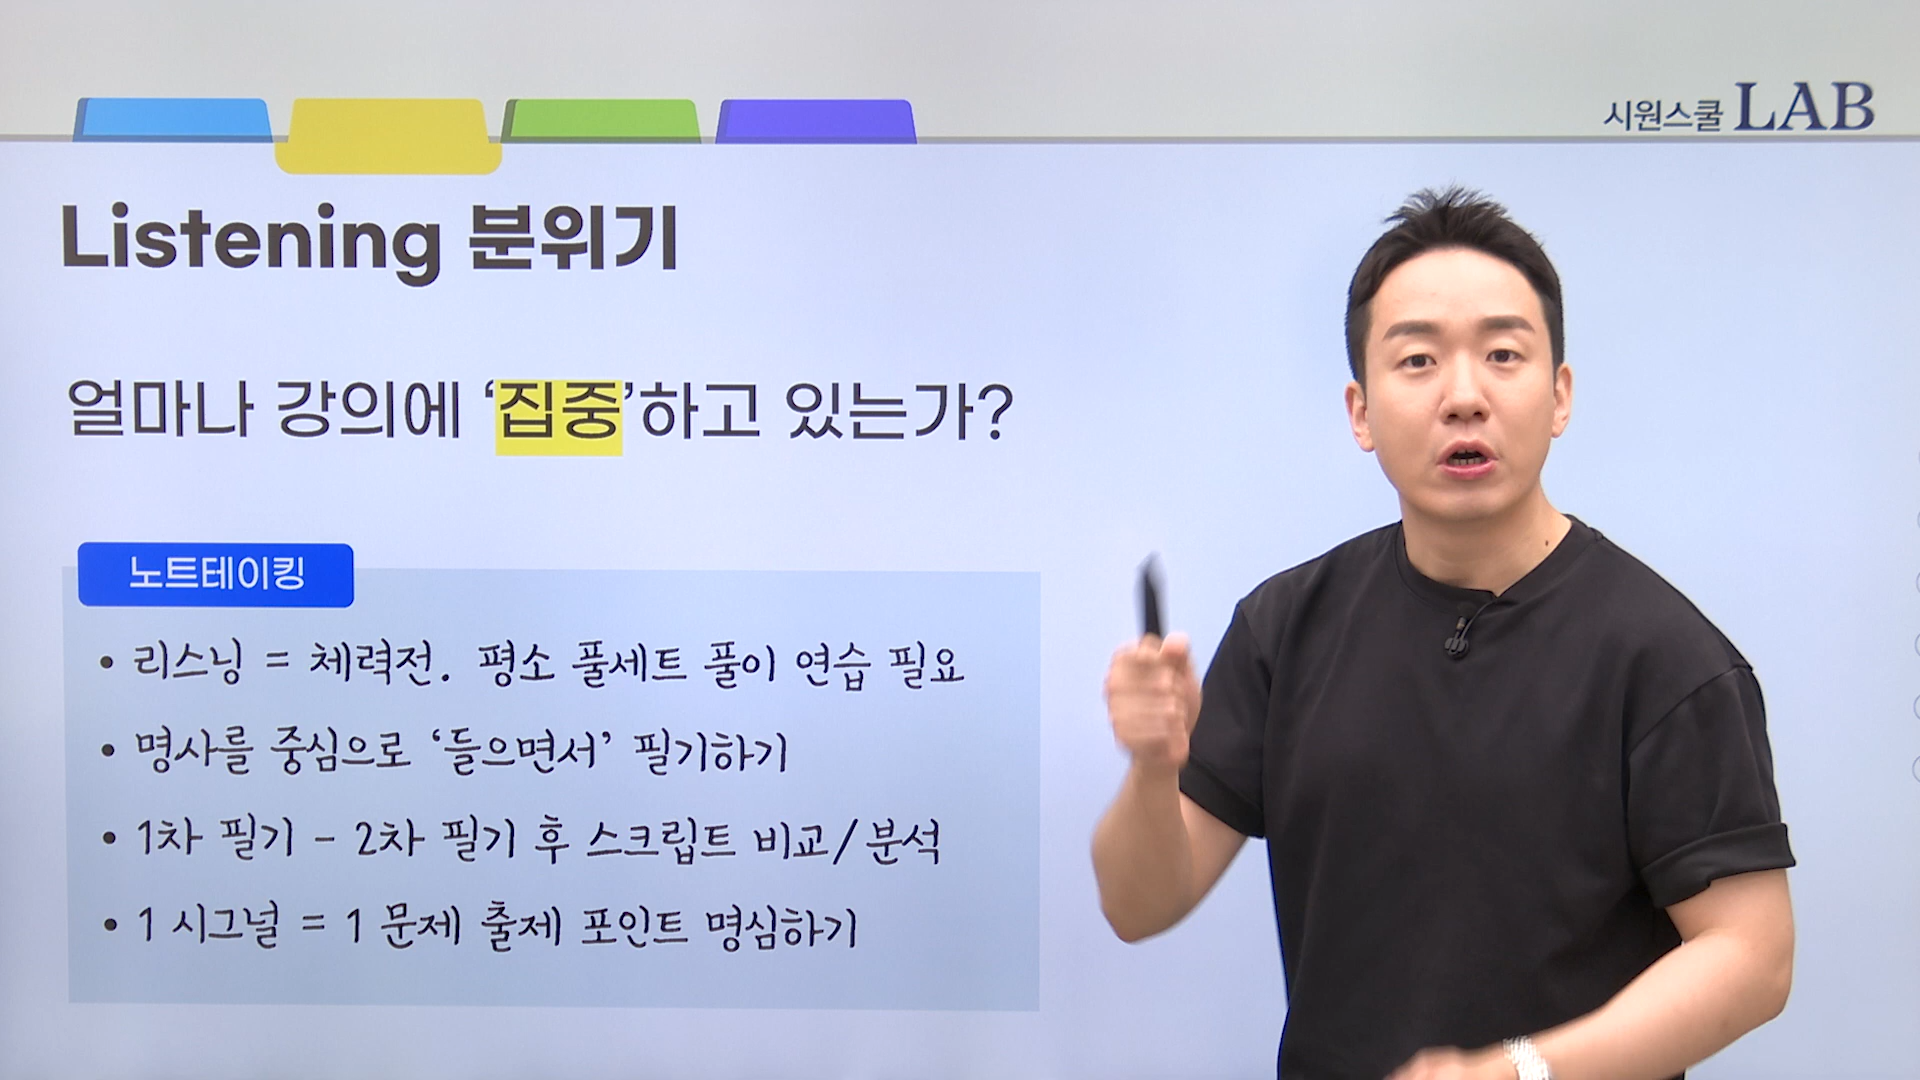 시원스쿨 LAB
Listening 분위기
얼마나 강의에 ‘집중’하고 있는가?
노트테이킹
• 리스닝 = 체력전. 평소 풀세트 풀이 연습 필요
• 명사를 중심으로 ‘들으면서’ 필기하기
• 1차 필기 - 2차 필기 후 스크립트 비교/분석
• 1 시그널 = 1 문제 출제 포인트 명심하기